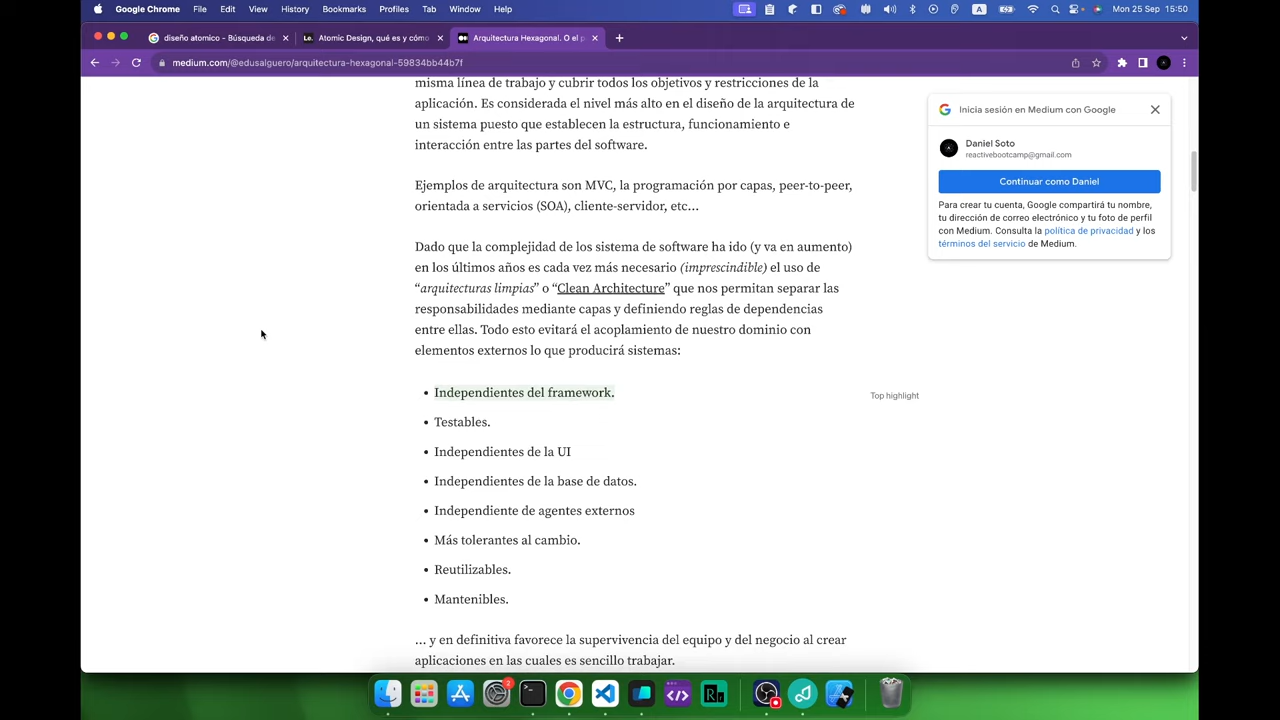 Google Chrome File Edit View History Bookmarks Profiles Tab Window Help A Mon 25 Sep 15:50
diseño atomico - Búsqueda de Atomic Design, qué es y cómo Arquitectura Hexagonal. O el p
medium.com/@edusalguero/arquitectura-hexagonal-59834bb44b7f
misma línea de trabajo y cubrir todos los objetivos y restricciones de la
aplicación. Es considerada el nivel más alto en el diseño de la arquitectura de
un sistema puesto que establecen la estructura, funcionamiento e
interacción entre las partes del software.
Ejemplos de arquitectura son MVC, la programación por capas, peer-to-peer,
orientada a servicios (SOA), cliente-servidor, etc…
Dado que la complejidad de los sistema de software ha ido (y va en aumento)
en los últimos años es cada vez más necesario (imprescindible) el uso de
“arquitecturas limpias” o “Clean Architecture” que nos permitan separar las
responsabilidades mediante capas y definiendo reglas de dependencias
entre ellas. Todo esto evitará el acoplamiento de nuestro dominio con
elementos externos lo que producirá sistemas:
• Independientes del framework.
Top highlight
• Testables.
• Independientes de la UI
• Independientes de la base de datos.
• Independiente de agentes externos
• Más tolerantes al cambio.
• Reutilizables.
• Mantenibles.
… y en definitiva favorece la supervivencia del equipo y del negocio al crear
aplicaciones en las cuales es sencillo trabajar.
Inicia sesión en Medium con Google
Daniel Soto
reactivebootcamp@gmail.com
Continuar como Daniel
Para crear tu cuenta, Google compartirá tu nombre,
tu dirección de correo electrónico y tu foto de perfil
con Medium. Consulta la política de privacidad y los
términos del servicio de Medium.
2
Rn